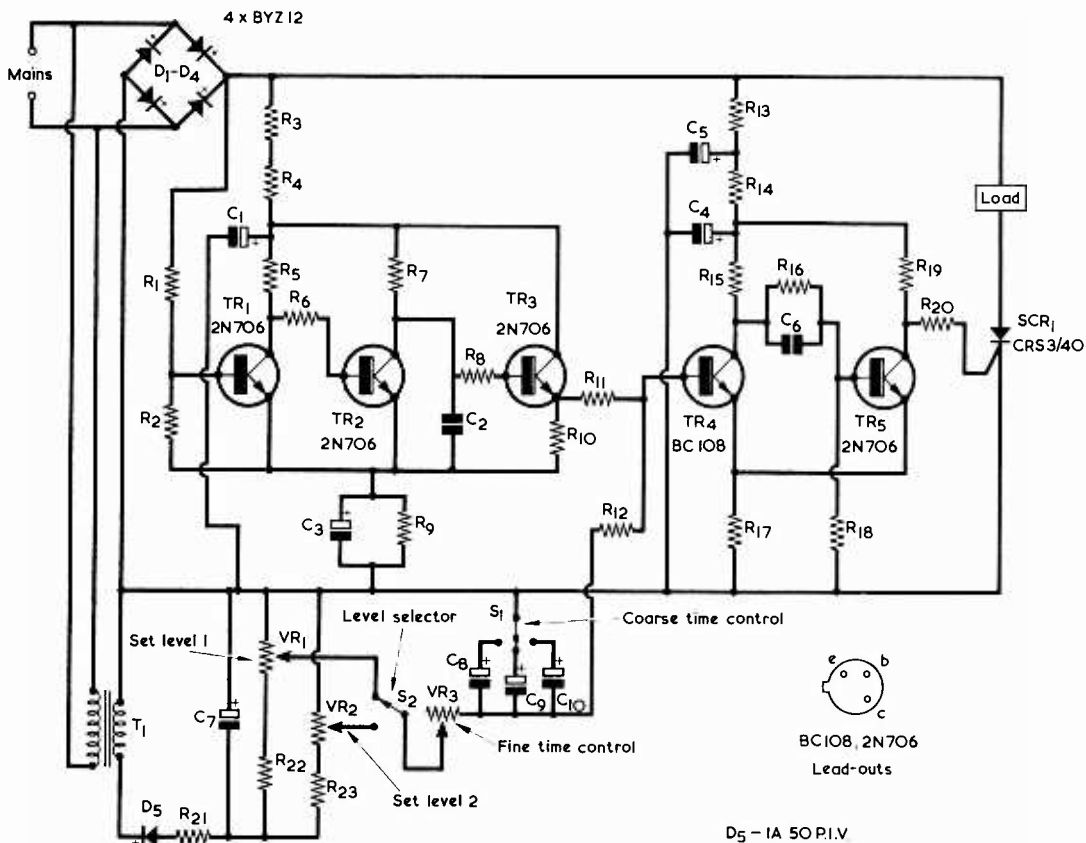 4 x BYZ12
Mains
D1-D4
R3
R13
C5
R4
R14
Load
C1
C4
R1
R5
R7
R15
R16
R19
R6
TR1
2N706
TR3
2N706
C6
R20
SCR1
CRS3/40
R8
R11
R2
TR2
2N706
C2
R10
TR4
BC108
TR5
2N706
C3
R9
R12
R17
R18
Level selector
S1
Coarse time control
Set level 1
VR1
C8
e
b
S2
VR3
C9
C10
c
T1
C7
VR2
Fine time control
BC108, 2N706
Lead-outs
R22
R23
Set level 2
D5
R21
D5 - 1A 50 P.I.V.